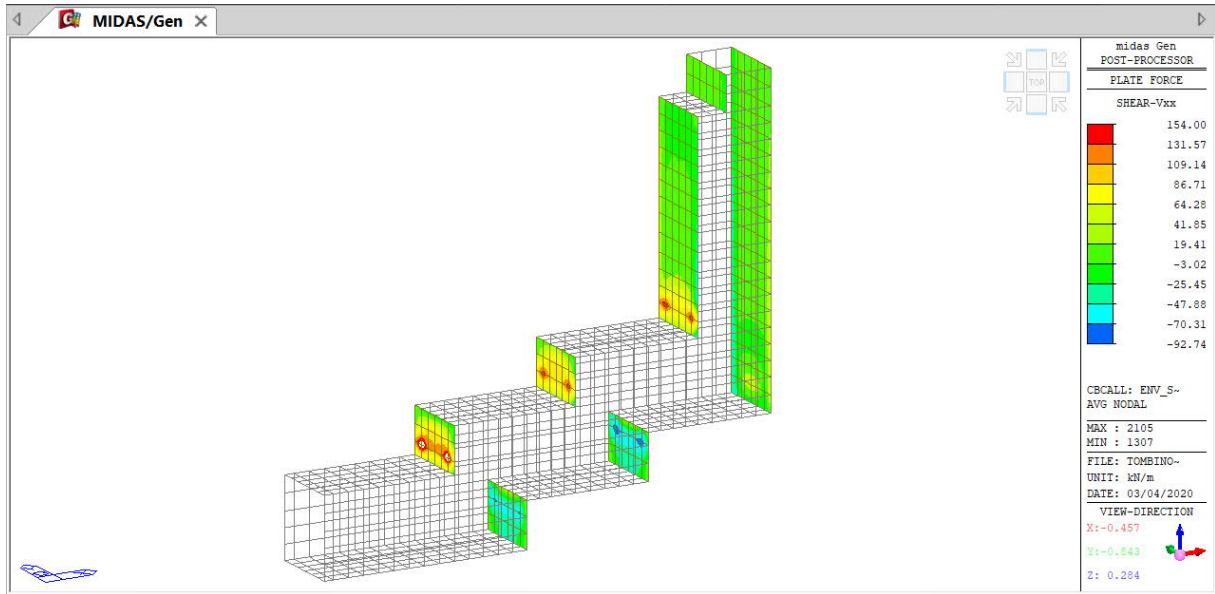 MIDAS/Gen
TOP
midas Gen
POST-PROCESSOR
PLATE FORCE
SHEAR-Vxx
154.00
131.57
109.14
86.71
64.28
41.85
19.41
-3.02
-25.45
-47.88
-70.31
-92.74
CBCALL: ENV_S~
AVG NODAL
MAX : 2105
MIN : 1307
FILE: TOMBINO~
UNIT: kN/m
DATE: 03/04/2020
VIEW-DIRECTION
X:-0.457
Y:-0.843
Z: 0.284